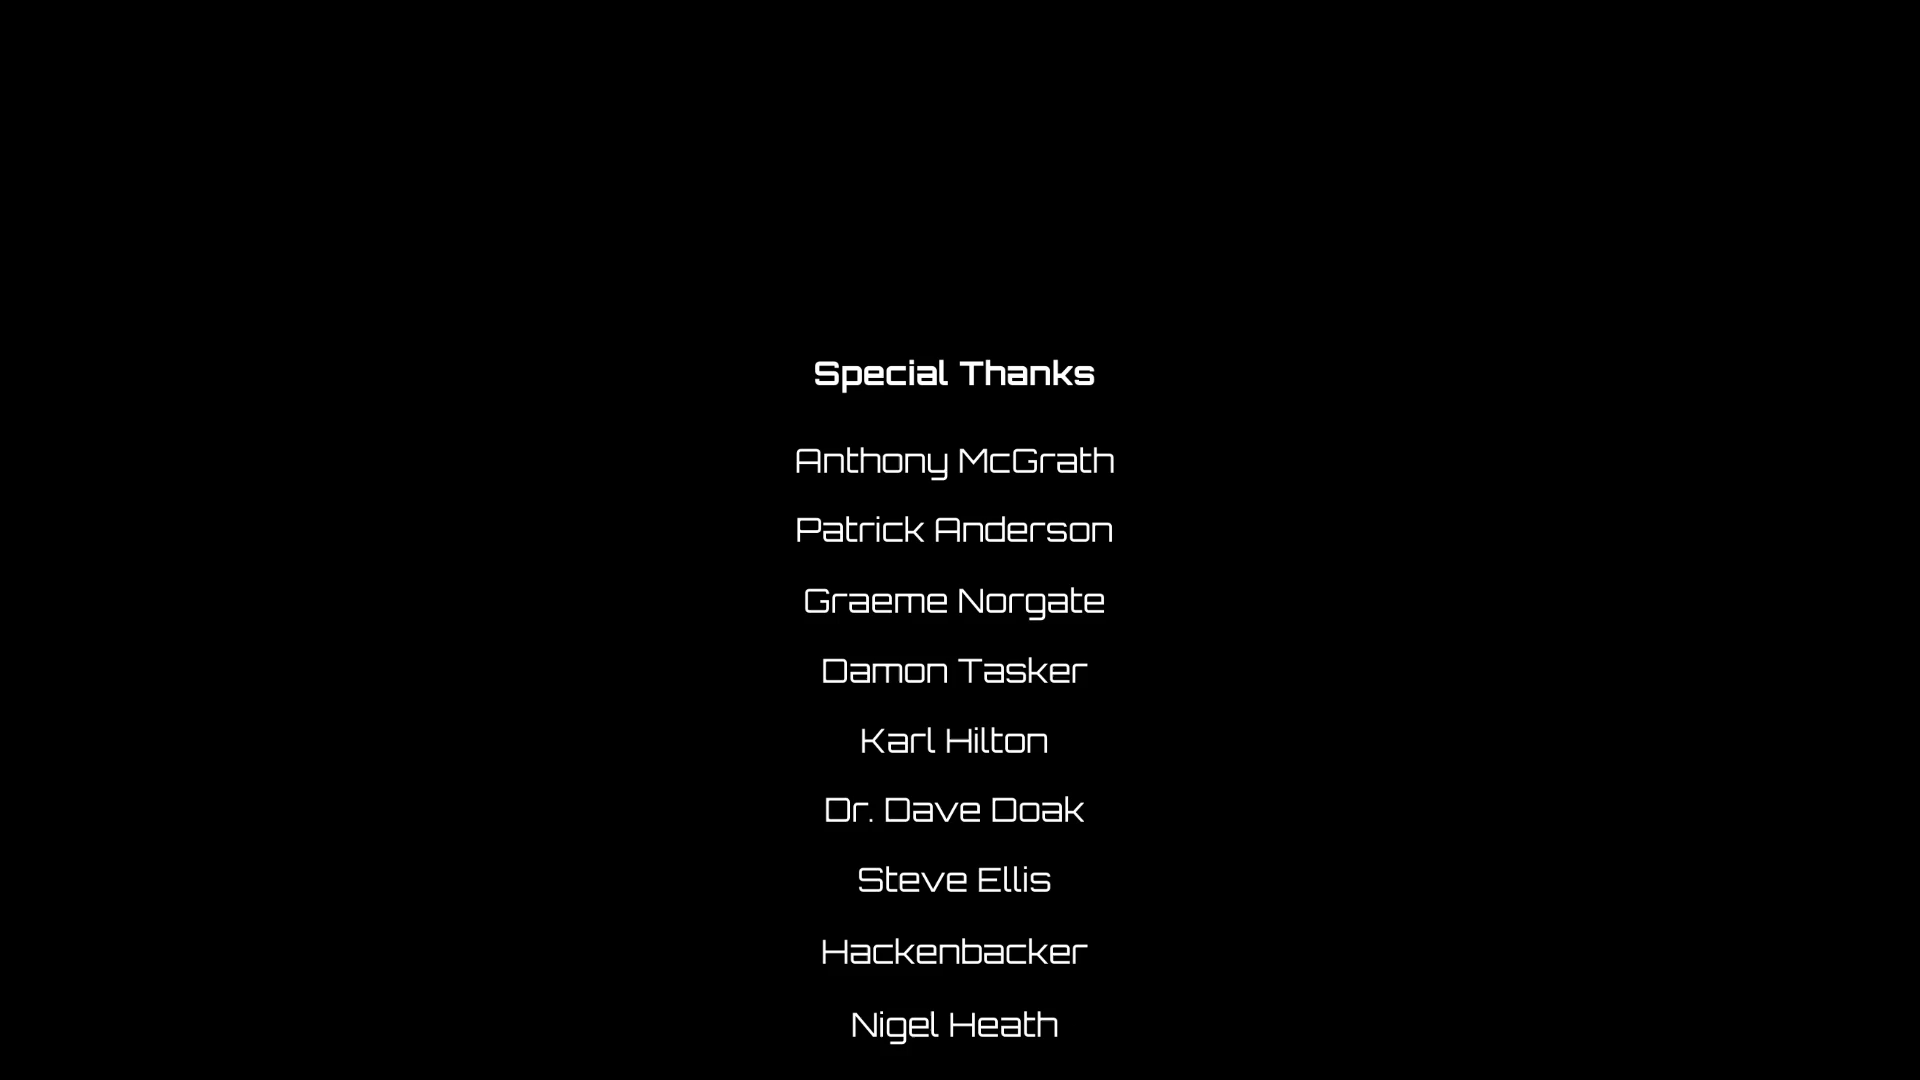 Special Thanks
Anthony McGrath
Patrick Anderson
Graeme Norgate
Damon Tasker
Karl Hilton
Dr. Dave Doak
Steve Ellis
Hackenbacker
Nigel Heath